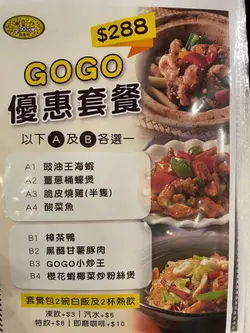 $288
GOGO
優惠套餐
以下 A 及 B 各選一
A1 豉油王海蝦
A2 薑蔥桶蠔煲
A3 脆皮燒雞(半隻)
A4 酸菜魚
B1 樟茶鴨
B2 黑醋甘薯豚肉
B3 GOGO小炒王
B4 櫻花蝦椰菜炒粉絲煲
套餐包2碗白飯及2杯熱飲
凍飲+$3 | 汽水+$5
特飲+$8 | 即磨咖啡+$10